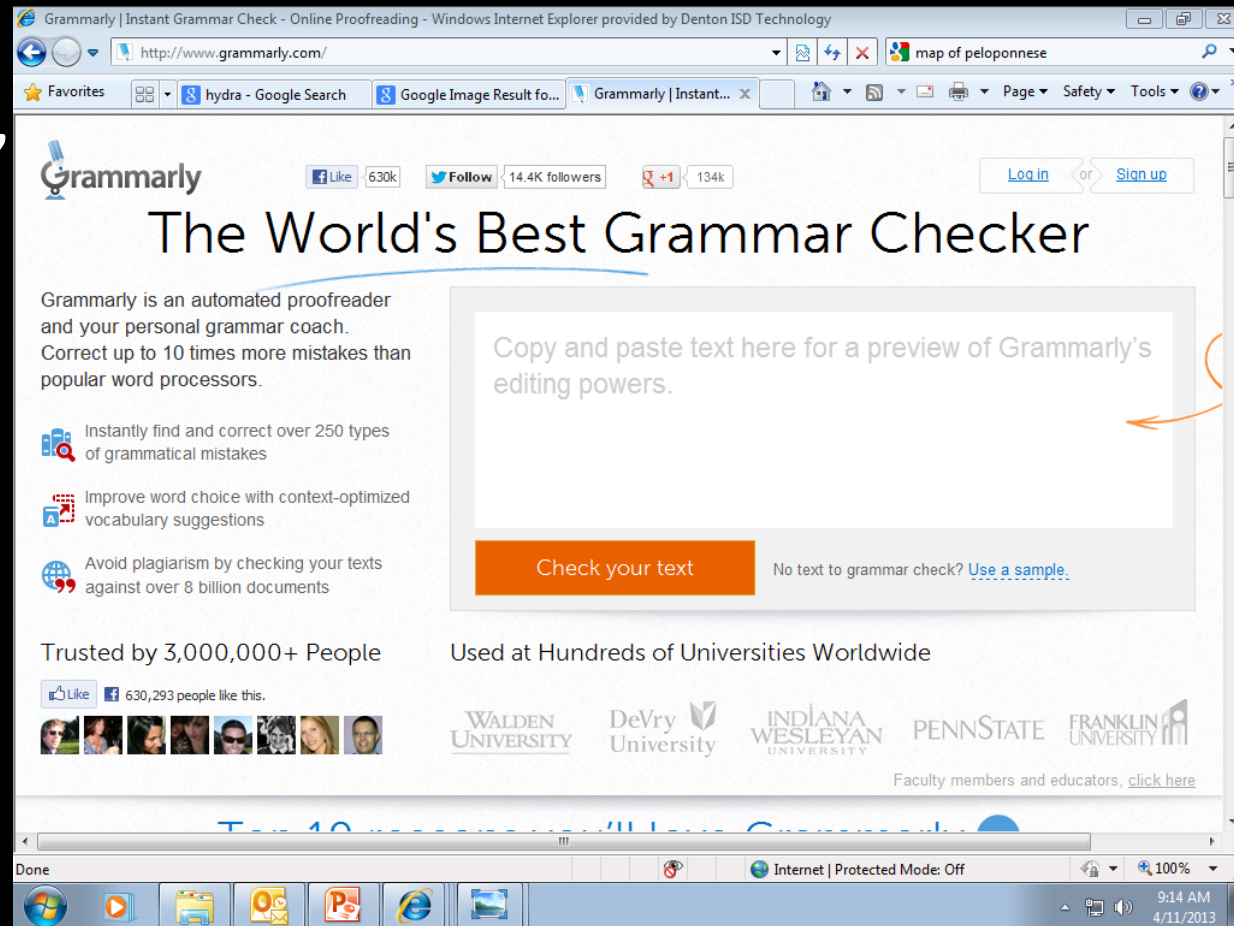 Grammarly | Instant Grammar Check - Online Proofreading - Windows Internet Explorer provided by Denton ISD Technology
http://www.grammarly.com/
map of peloponnese
Favorites
hydra - Google Search
Google Image Result fo...
Grammarly | Instant...
Page
Safety
Tools
Grammarly
Like 630k
Follow 14.4K followers
+1 134k
Log in or Sign up
The World's Best Grammar Checker
Grammarly is an automated proofreader
and your personal grammar coach.
Correct up to 10 times more mistakes than
popular word processors.
Copy and paste text here for a preview of Grammarly's
editing powers.
Instantly find and correct over 250 types
of grammatical mistakes
Improve word choice with context-optimized
vocabulary suggestions
Avoid plagiarism by checking your texts
against over 8 billion documents
Check your text
No text to grammar check? Use a sample.
Trusted by 3,000,000+ People
Like 630,293 people like this.
Used at Hundreds of Universities Worldwide
WALDEN
UNIVERSITY
DeVry
University
INDIANA
WESLEYAN
UNIVERSITY
PENNSTATE
FRANKLIN
UNIVERSITY
Faculty members and educators, click here
Top 10 reasons you'll love Grammarly
Done
Internet | Protected Mode: Off
100%
9:14 AM
4/11/2013